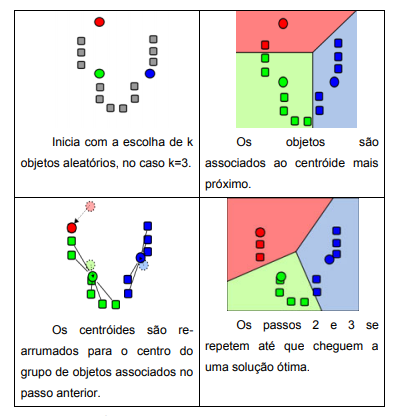 Inicia com a escolha de k
objetos aleatórios, no caso k=3.
Os objetos são
associados ao centróide mais
próximo.
Os centróides são re-
arrumados para o centro do
grupo de objetos associados no
passo anterior.
Os passos 2 e 3 se
repetem até que cheguem a
uma solução ótima.